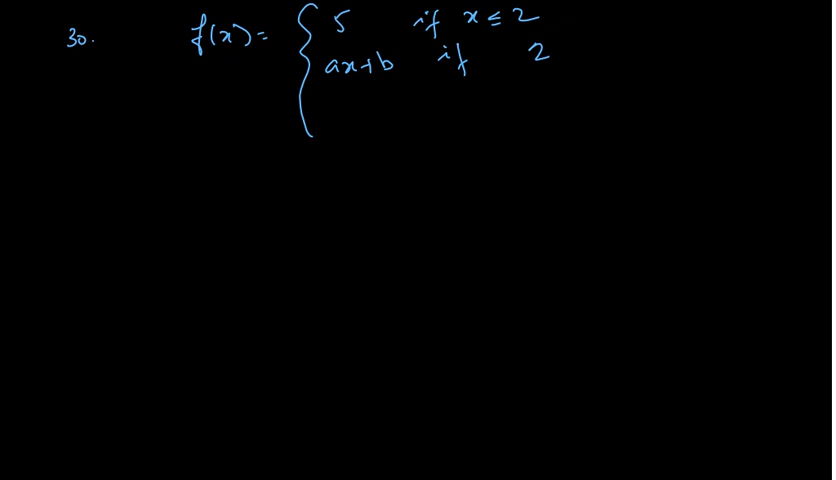 30. f(x) = { 5 if x ≤ 2
ax+b if 2